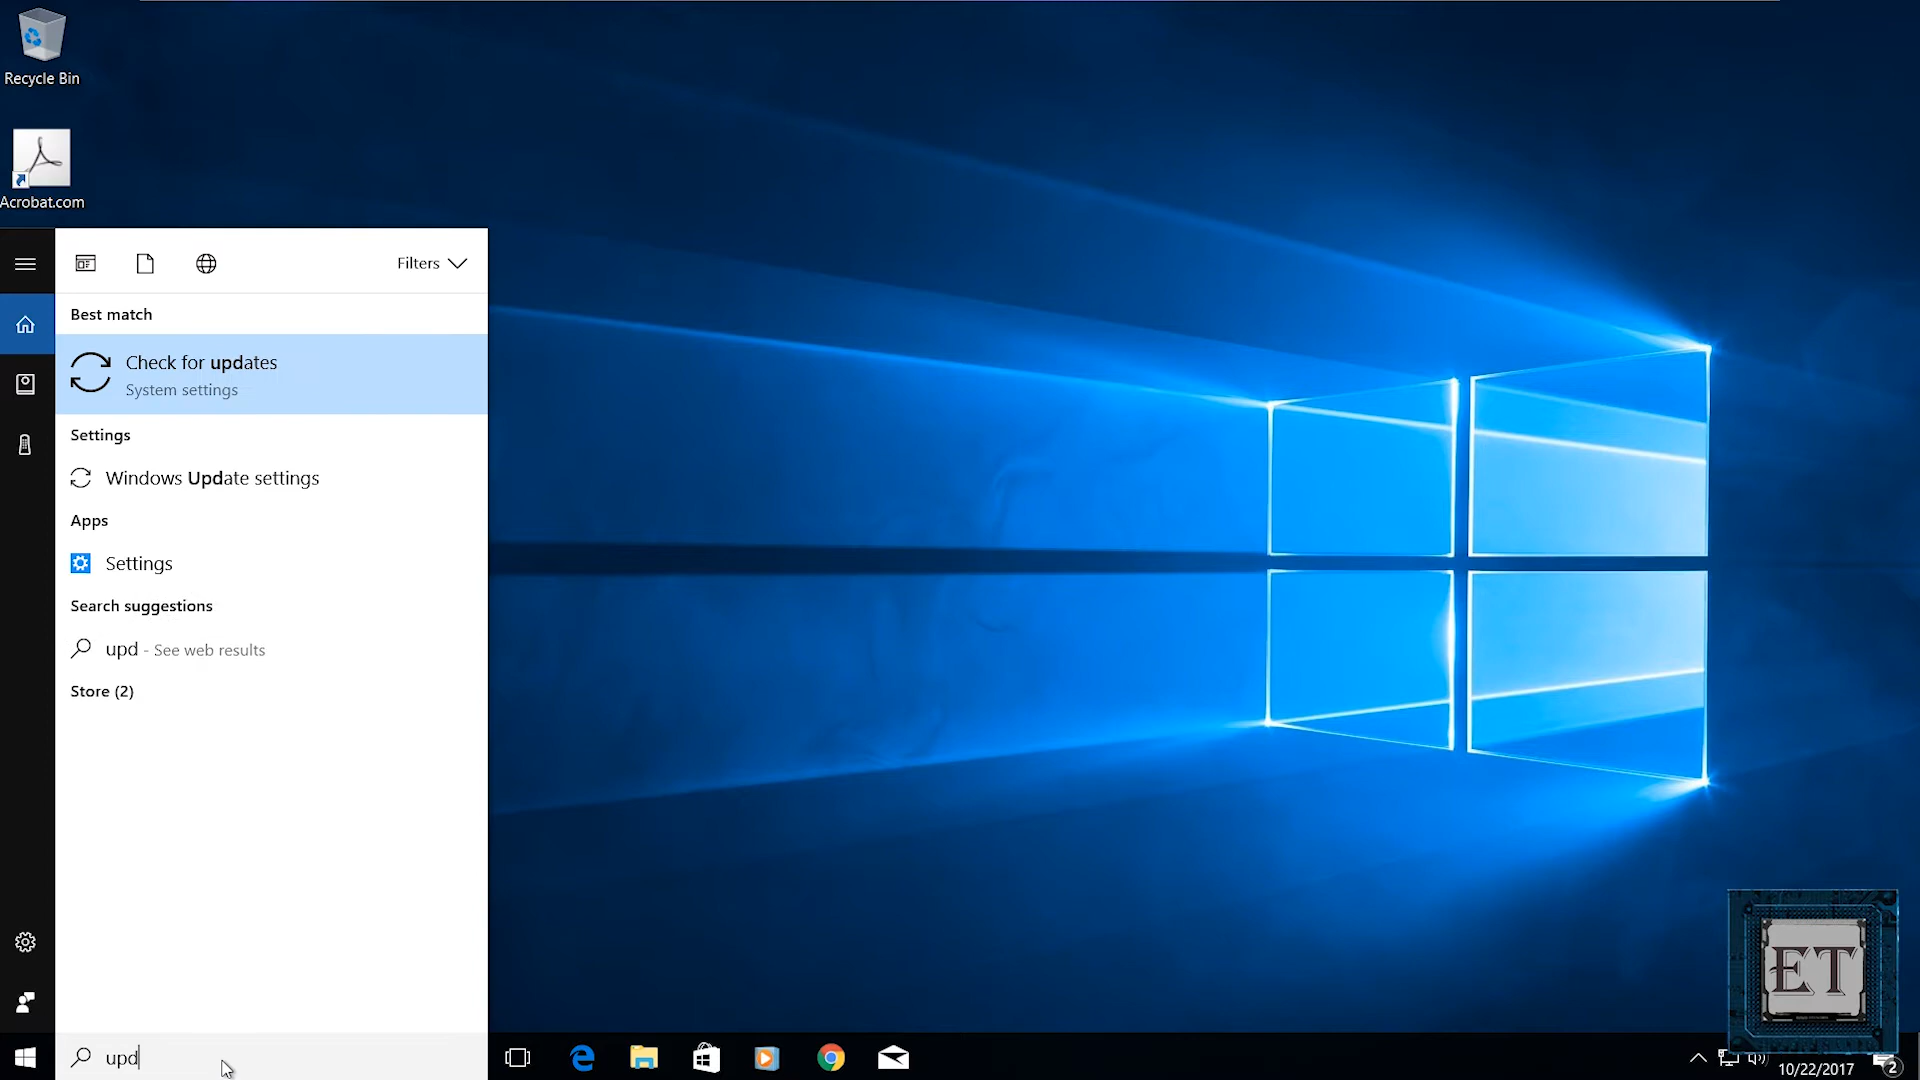 Recycle Bin
Acrobat.com
Filters
Best match
Check for updates
System settings
Settings
Windows Update settings
Apps
Settings
Search suggestions
upd - See web results
Store (2)
upd
ET
10/22/2017
2